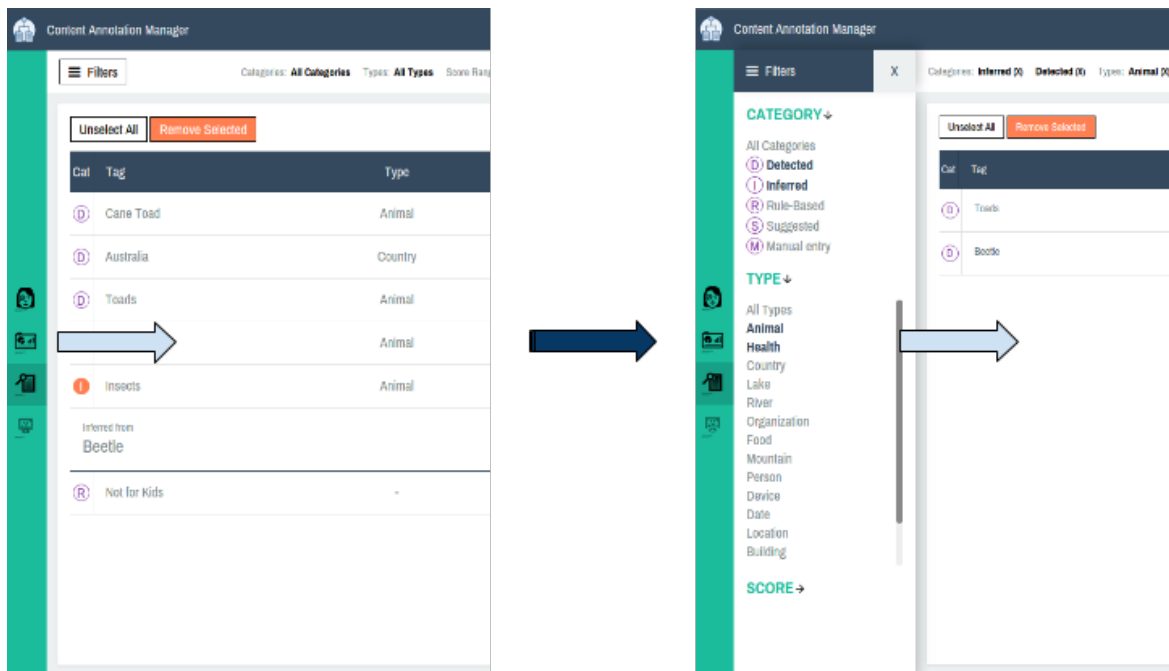 Content Annotation Manager
Filters
Categories: All Categories Types: All Types Score Rang
Unselect All Remove Selected
Cat Tag Type
D Cane Toad Animal
D Australia Country
D Toads Animal
Animal
I Insects Animal
Inferred from
Beetle
R Not for Kids -
Content Annotation Manager
Filters X
Categories: Inferred (X) Detected (X) Types: Animal (X)
CATEGORY
All Categories
D Detected
I Inferred
R Rule-Based
S Suggested
M Manual entry
TYPE
All Types
Animal
Health
Country
Lake
River
Organization
Food
Mountain
Person
Device
Date
Location
Building
SCORE
Unselect All Remove Selected
Cat Tag
D Toads
D Beetle